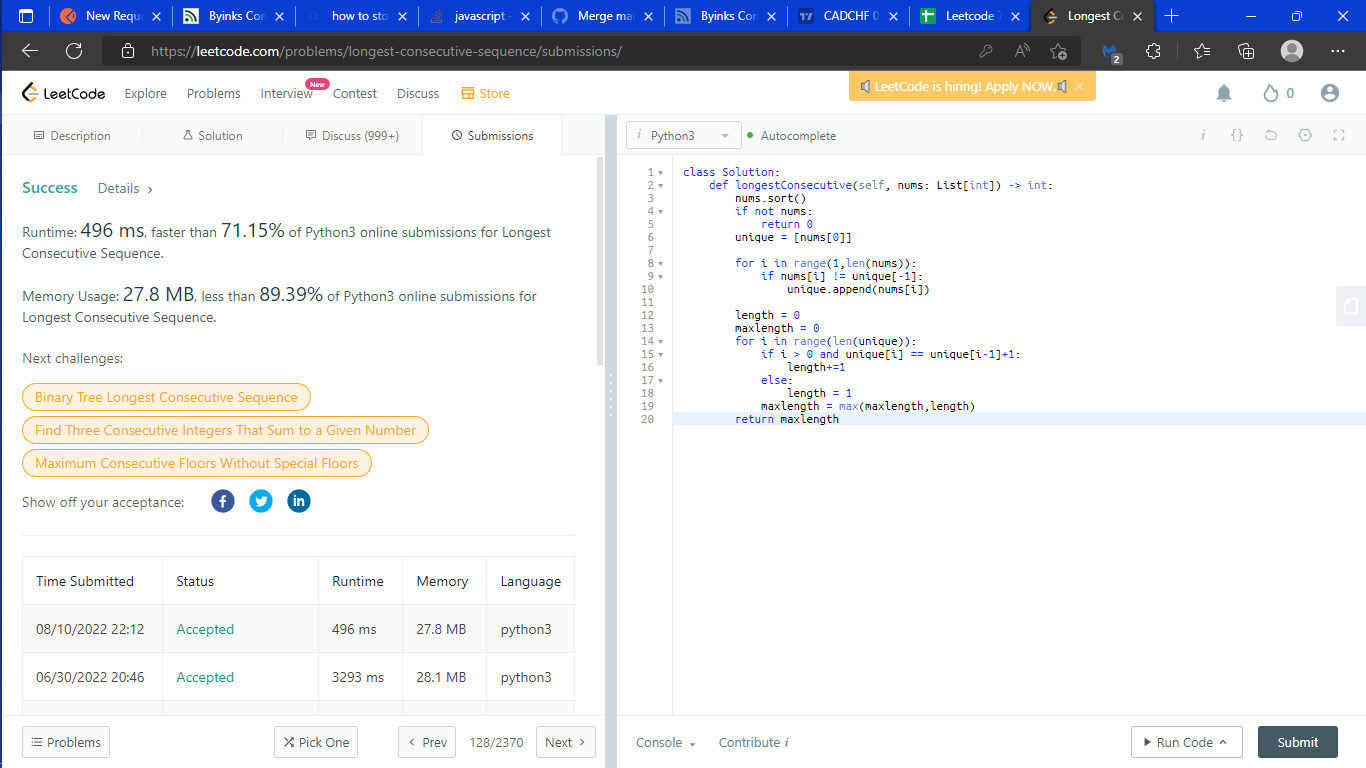 New Requ
Byinks Con
how to sto
javascript -
Merge mai
Byinks Con
CADCHF 0
Leetcode 7
Longest Co
https://leetcode.com/problems/longest-consecutive-sequence/submissions/
2
LeetCode
Explore
Problems
Interview
New
Contest
Discuss
Store
LeetCode is hiring! Apply NOW.
0
Description
Solution
Discuss (999+)
Submissions
i Python3
Autocomplete
i {}
Success
Details >
Runtime: 496 ms, faster than 71.15% of Python3 online submissions for Longest
Consecutive Sequence.
Memory Usage: 27.8 MB, less than 89.39% of Python3 online submissions for
Longest Consecutive Sequence.
Next challenges:
Binary Tree Longest Consecutive Sequence
Find Three Consecutive Integers That Sum to a Given Number
Maximum Consecutive Floors Without Special Floors
Show off your acceptance:
Time Submitted Status Runtime Memory Language
08/10/2022 22:12 Accepted 496 ms 27.8 MB python3
06/30/2022 20:46 Accepted 3293 ms 28.1 MB python3
1 class Solution:
2     def longestConsecutive(self, nums: List[int]) -> int:
3         nums.sort()
4         if not nums:
5             return 0
6         unique = [nums[0]]
7
8         for i in range(1,len(nums)):
9             if nums[i] != unique[-1]:
10                 unique.append(nums[i])
11
12         length = 0
13         maxlength = 0
14         for i in range(len(unique)):
15             if i > 0 and unique[i] == unique[i-1]+1:
16                 length+=1
17             else:
18                 length = 1
19             maxlength = max(maxlength,length)
20         return maxlength
Problems
Pick One
< Prev
128/2370
Next >
Console
Contribute i
Run Code
Submit